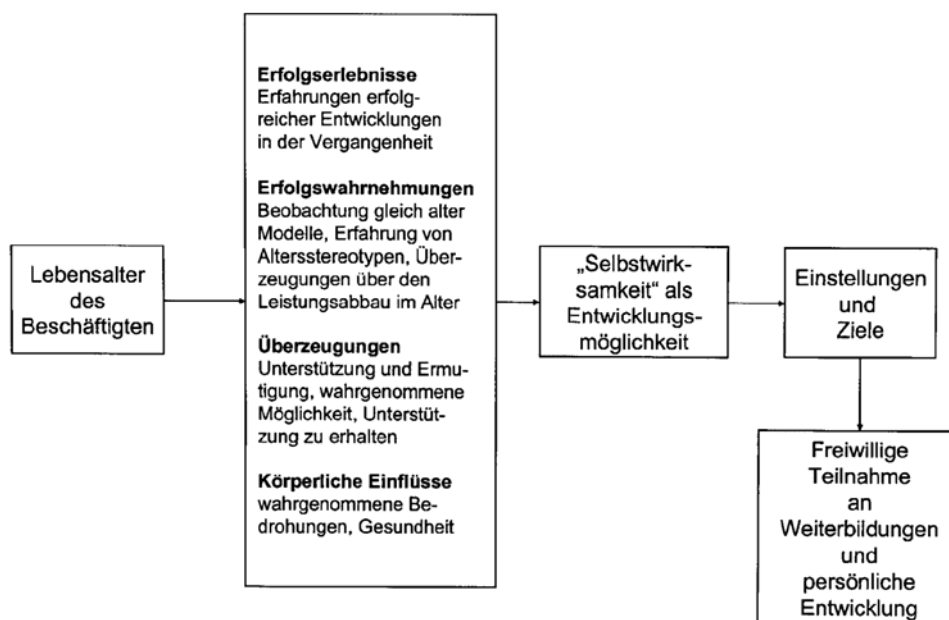 Lebensalter
des
Beschäftigten
Erfolgserlebnisse
Erfahrungen erfolg-
reicher Entwicklungen
in der Vergangenheit
Erfolgswahrnehmungen
Beobachtung gleich alter
Modelle, Erfahrung von
Altersstereotypen, Über-
zeugungen über den
Leistungsabbau im Alter
Überzeugungen
Unterstützung und Ermu-
tigung, wahrgenommene
Möglichkeit, Unterstüt-
zung zu erhalten
Körperliche Einflüsse
wahrgenommene Be-
drohungen, Gesundheit
„Selbstwirk-
samkeit“ als
Entwicklungs-
möglichkeit
Einstellungen
und
Ziele
Freiwillige
Teilnahme
an
Weiterbildungen
und
persönliche
Entwicklung